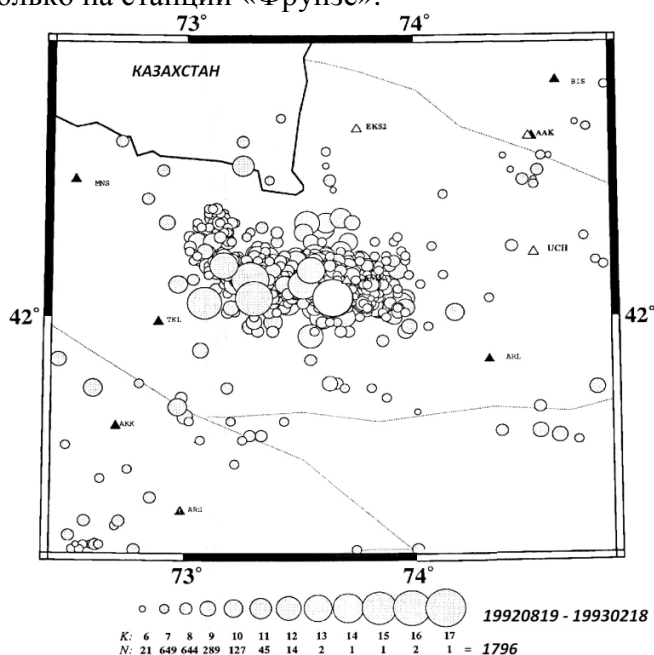 только на станции «Фрунзе».
73° 74°
КАЗАХСТАН
BIS
EKS2
AAK
MNS
UCH
42° 42°
TKL
ARL
AKK
ARS
73° 74°
19920819 - 19930218
K: 6 7 8 9 10 11 12 13 14 15 16 17
N: 21 649 644 289 127 45 14 2 1 1 2 1 = 1796